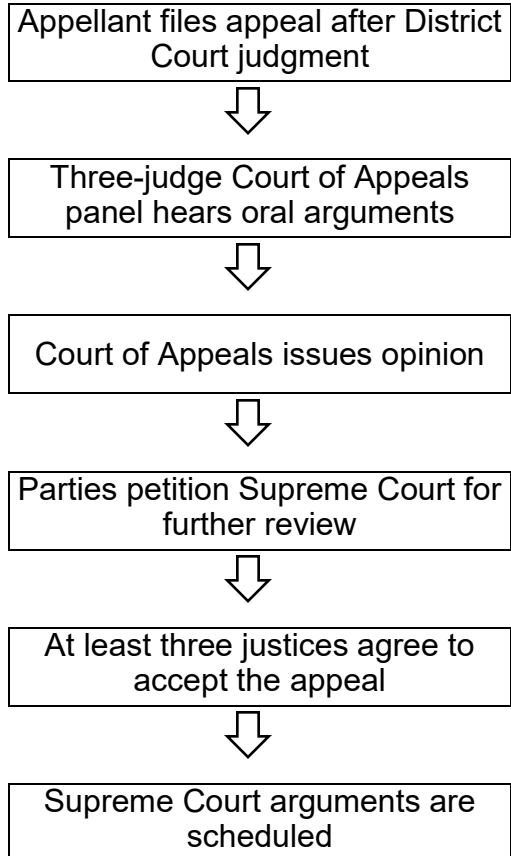 Appellant files appeal after District
Court judgment
Three-judge Court of Appeals
panel hears oral arguments
Court of Appeals issues opinion
Parties petition Supreme Court for
further review
At least three justices agree to
accept the appeal
Supreme Court arguments are
scheduled